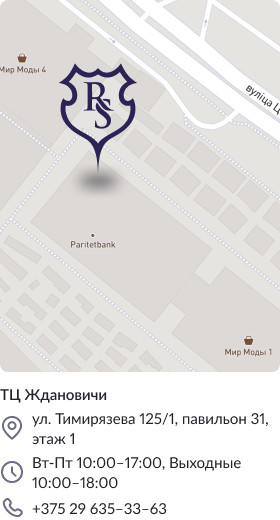 Мир Моды 4
вуліца Ц
RS
Paritetbank
Мир Моды 1
ТЦ Ждановичи
ул. Тимирязева 125/1, павильон 31,
этаж 1
Вт-Пт 10:00–17:00, Выходные
10:00–18:00
+375 29 635–33–63